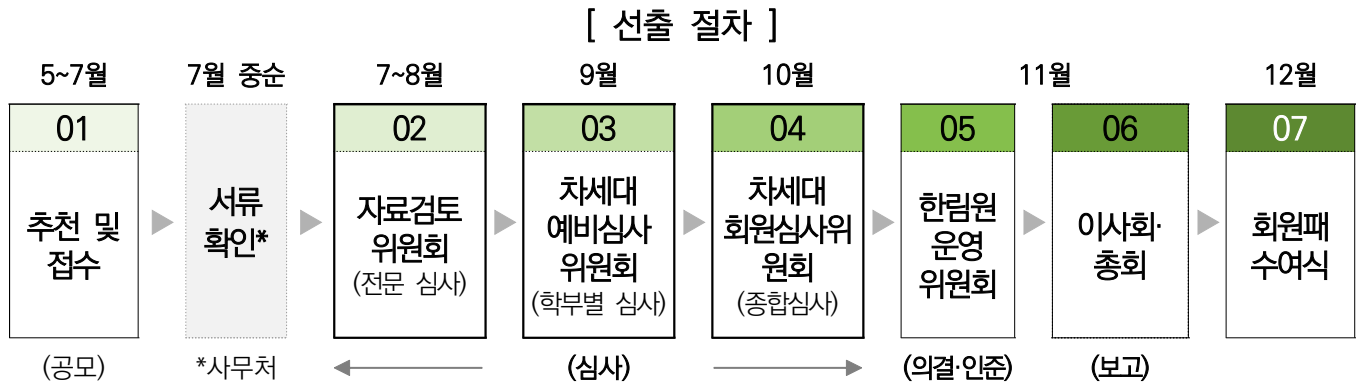 [ 선출 절차 ]
5~7월
7월 중순
7~8월
9월
10월
11월
12월
01
추천 및
접수
서류
확인*
02
자료검토
위원회
(전문 심사)
03
차세대
예비심사
위원회
(학부별 심사)
04
차세대
회원심사위
원회
(종합심사)
05
한림원
운영
위원회
06
이사회·
총회
07
회원패
수여식
(공모)
*사무처
(심사)
(의결·인준)
(보고)